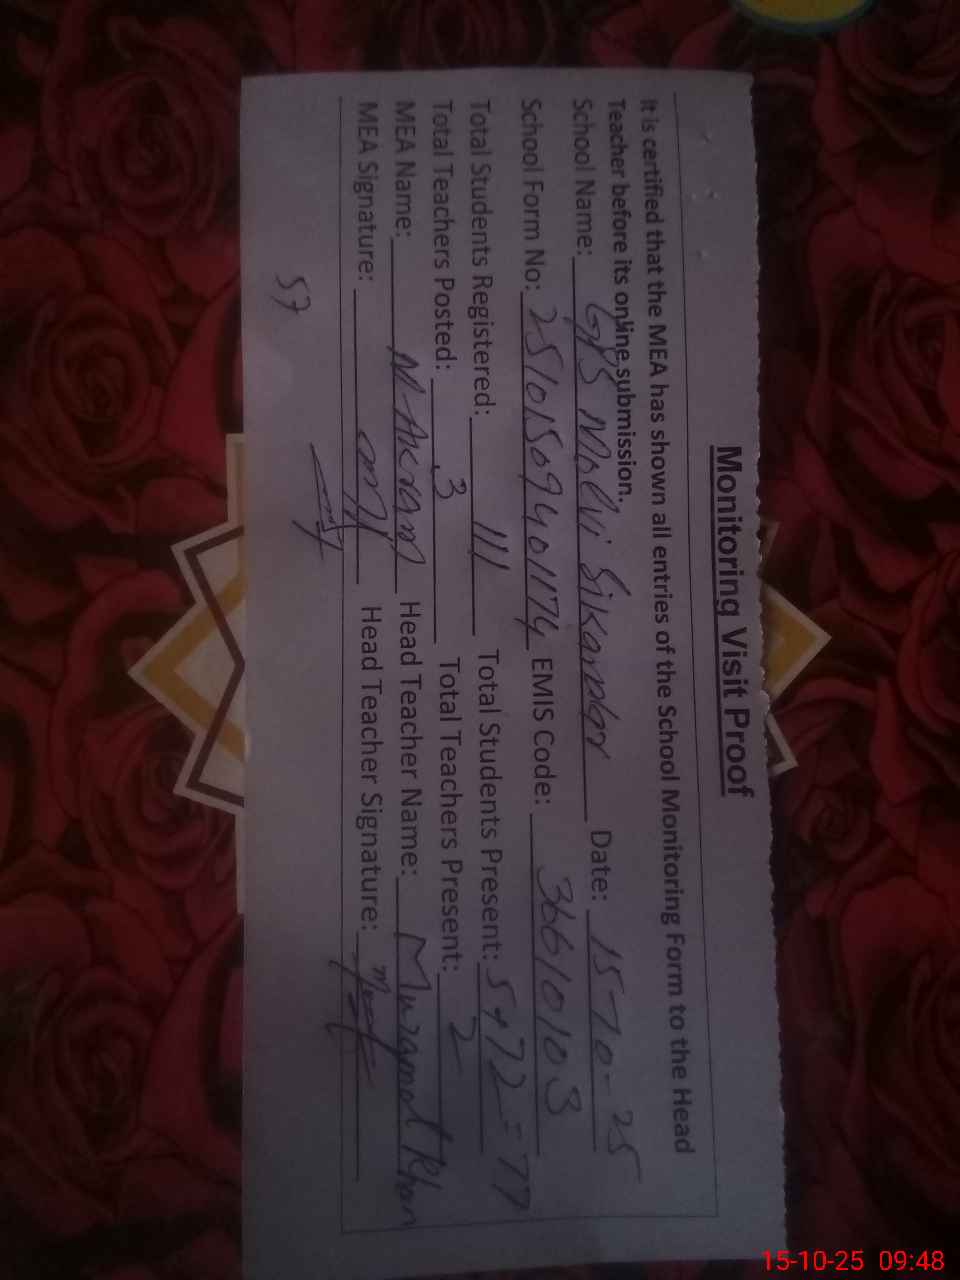 Monitoring Visit Proof
It is certified that the MEA has shown all entries of the School Monitoring Form to the Head
Teacher before its online submission.
School Name: GPS Molvi Sikandar Date: 15-10-25
School Form No: 25101509401174 EMIS Code: 36610103
Total Students Registered: 111 Total Students Present: 5+72=77
Total Teachers Posted: 3 Total Teachers Present: 2
MEA Name: M Akram Head Teacher Name: Muzamal Khan
MEA Signature: Head Teacher Signature:
57
15-10-25 09:48